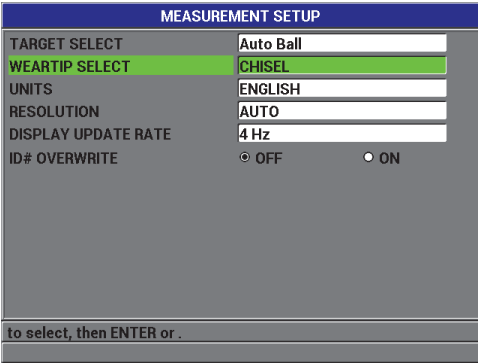 MEASUREMENT SETUP
TARGET SELECT Auto Ball
WEARTIP SELECT CHISEL
UNITS ENGLISH
RESOLUTION AUTO
DISPLAY UPDATE RATE 4 Hz
ID# OVERWRITE OFF ON
to select, then ENTER or .